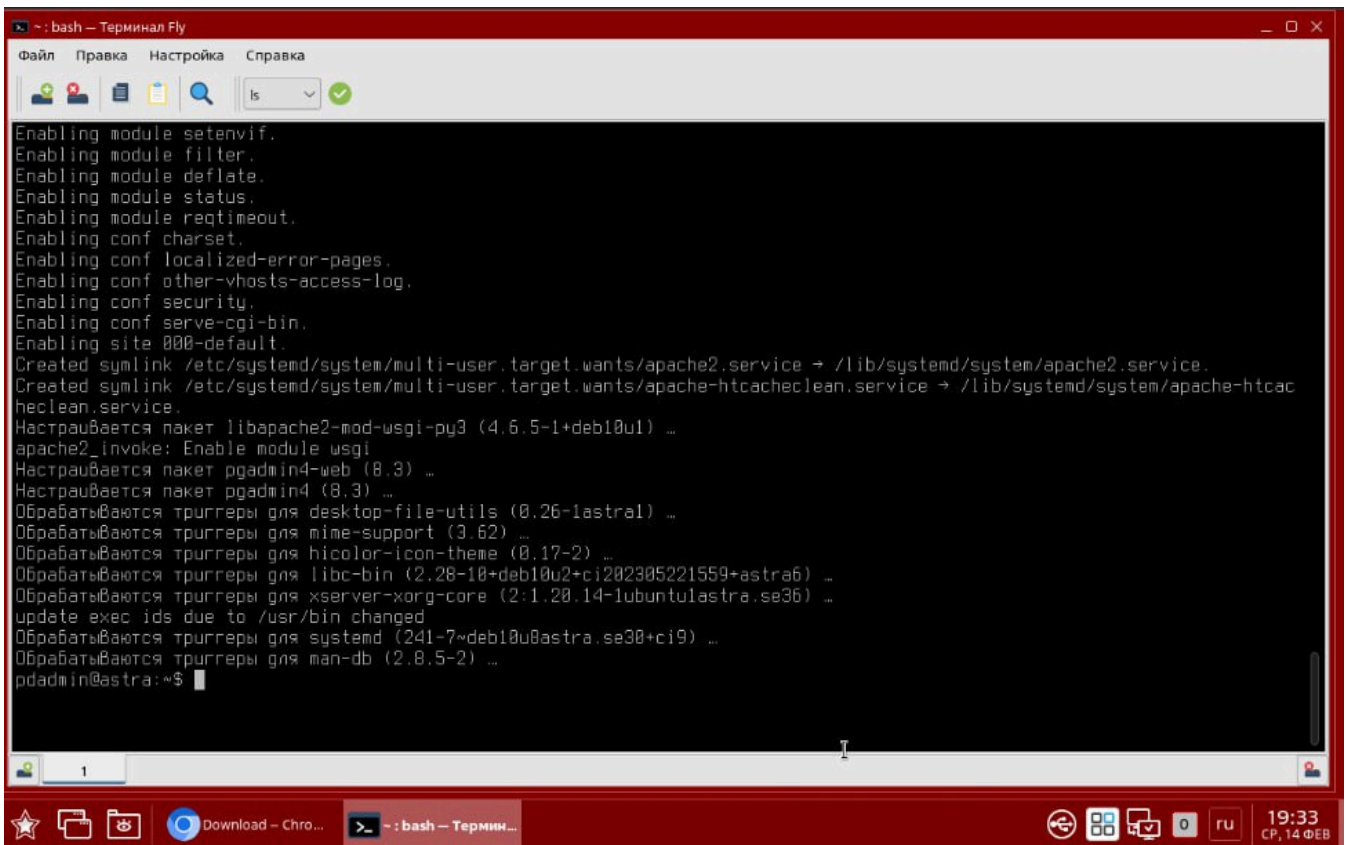 ~ : bash — Терминал Fly
Файл Правка Настройка Справка
ls
Enabling module setenvif.
Enabling module filter.
Enabling module deflate.
Enabling module status.
Enabling module reqtimeout.
Enabling conf charset.
Enabling conf localized-error-pages.
Enabling conf other-vhosts-access-log.
Enabling conf security.
Enabling conf serve-cgi-bin.
Enabling site 000-default.
Created symlink /etc/systemd/system/multi-user.target.wants/apache2.service → /lib/systemd/system/apache2.service.
Created symlink /etc/systemd/system/multi-user.target.wants/apache-htcacheclean.service → /lib/systemd/system/apache-htcac
heclean.service.
Настраивается пакет libapache2-mod-wsgi-py3 (4.6.5-1+deb10u1) …
apache2_invoke: Enable module wsgi
Настраивается пакет pgadmin4-web (8.3) …
Настраивается пакет pgadmin4 (8.3) …
Обрабатываются триггеры для desktop-file-utils (0.26-1astra1) …
Обрабатываются триггеры для mime-support (3.62) …
Обрабатываются триггеры для hicolor-icon-theme (0.17-2) …
Обрабатываются триггеры для libc-bin (2.28-10+deb10u2+ci202305221559+astra6) …
Обрабатываются триггеры для xserver-xorg-core (2:1.20.14-1ubuntu1astra.se36) …
update exec ids due to /usr/bin changed
Обрабатываются триггеры для systemd (241-7~deb10u8astra.se30+ci9) …
Обрабатываются триггеры для man-db (2.8.5-2) …
pdadmin@astra:~$
1
Download – Chro... ~ : bash — Термин... 0 ru 19:33
СР, 14 ФЕВ